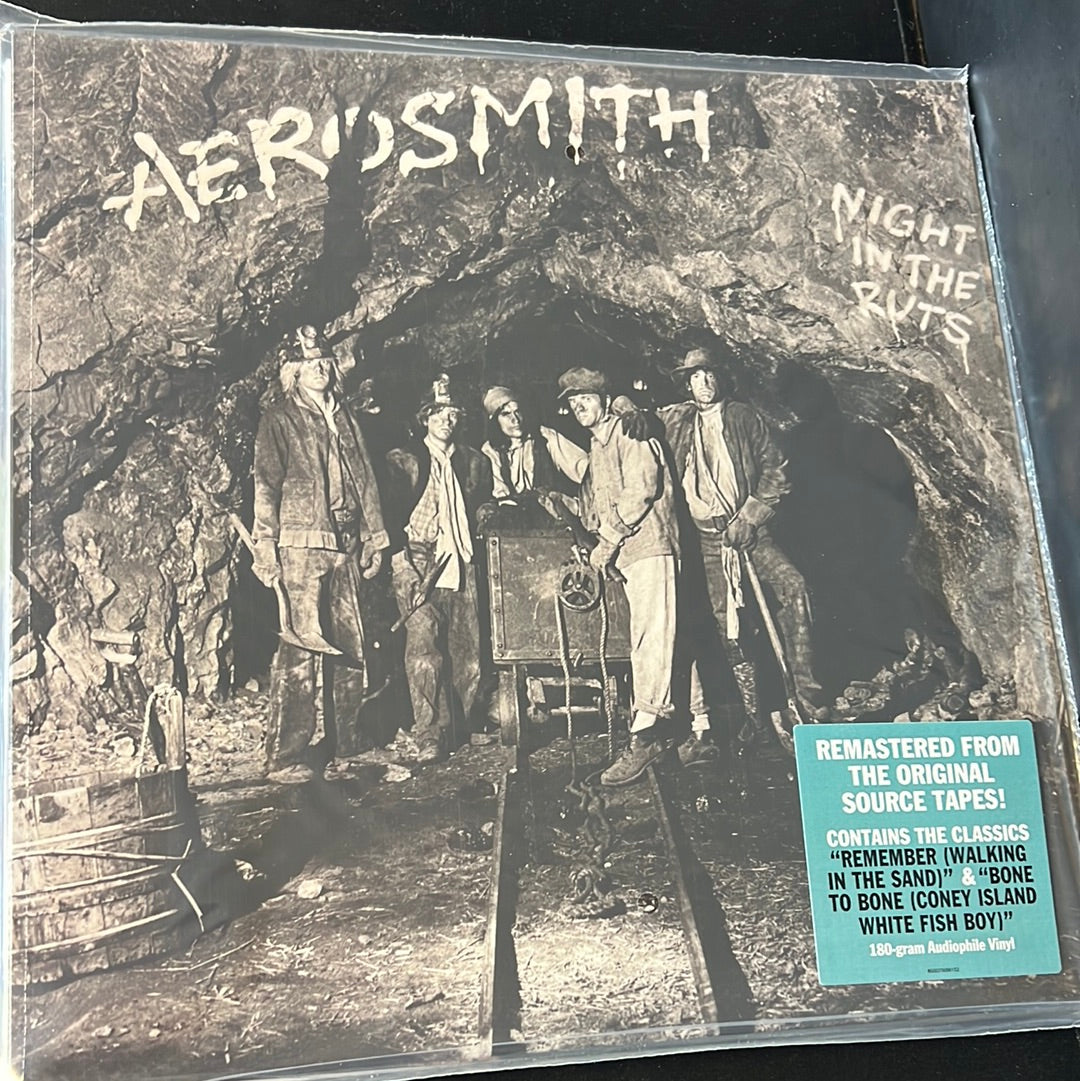 AEROSMITH
NIGHT
IN THE
RUTS
REMASTERED FROM
THE ORIGINAL
SOURCE TAPES!
CONTAINS THE CLASSICS
“REMEMBER (WALKING
IN THE SAND)” & “BONE
TO BONE (CONEY ISLAND
WHITE FISH BOY)”
180-gram Audiophile Vinyl